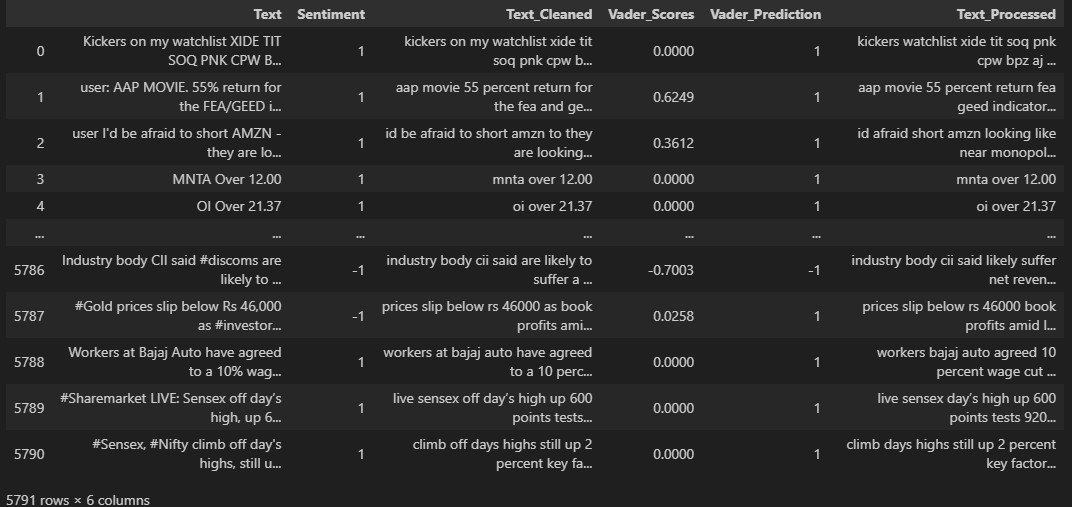 Text Sentiment Text_Cleaned Vader_Scores Vader_Prediction Text_Processed
0 Kickers on my watchlist XIDE TIT SOQ PNK CPW B... 1 kickers on my watchlist xide tit soq pnk cpw b... 0.0000 1 kickers watchlist xide tit soq pnk cpw bpz aj ...
1 user: AAP MOVIE. 55% return for the FEA/GEED i... 1 aap movie 55 percent return for the fea and ge... 0.6249 1 aap movie 55 percent return fea geed indicator...
2 user I'd be afraid to short AMZN - they are lo... 1 id be afraid to short amzn to they are looking... 0.3612 1 id afraid short amzn looking like near monopol...
3 MNTA Over 12.00 1 mnta over 12.00 0.0000 1 mnta over 12.00
4 OI Over 21.37 1 oi over 21.37 0.0000 1 oi over 21.37
... ... ... ... ... ... ...
5786 Industry body CII said #discoms are likely to ... -1 industry body cii said are likely to suffer a ... -0.7003 -1 industry body cii said likely suffer net reven...
5787 #Gold prices slip below Rs 46,000 as #investor... -1 prices slip below rs 46000 as book profits ami... 0.0258 1 prices slip below rs 46000 book profits amid l...
5788 Workers at Bajaj Auto have agreed to a 10% wag... 1 workers at bajaj auto have agreed to a 10 perc... 0.0000 1 workers bajaj auto agreed 10 percent wage cut ...
5789 #Sharemarket LIVE: Sensex off day’s high, up 6... 1 live sensex off day’s high up 600 points tests... 0.0000 1 live sensex day’s high up 600 points tests 920...
5790 #Sensex, #Nifty climb off day's highs, still u... 1 climb off days highs still up 2 percent key fa... 0.0000 1 climb days highs still up 2 percent key factor...
5791 rows × 6 columns